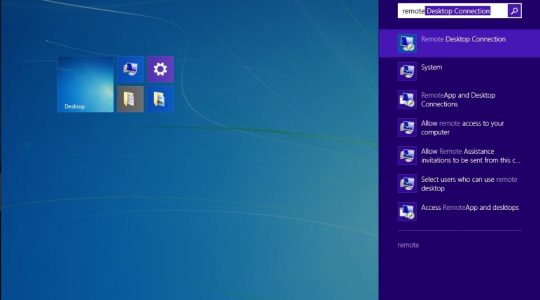 remote Desktop Connection
Remote Desktop Connection
System
RemoteApp and Desktop
Connections
Allow remote access to your
computer
Allow Remote Assistance
invitations to be sent from this c...
Select users who can use remote
desktop
Access RemoteApp and desktops
remote
Desktop